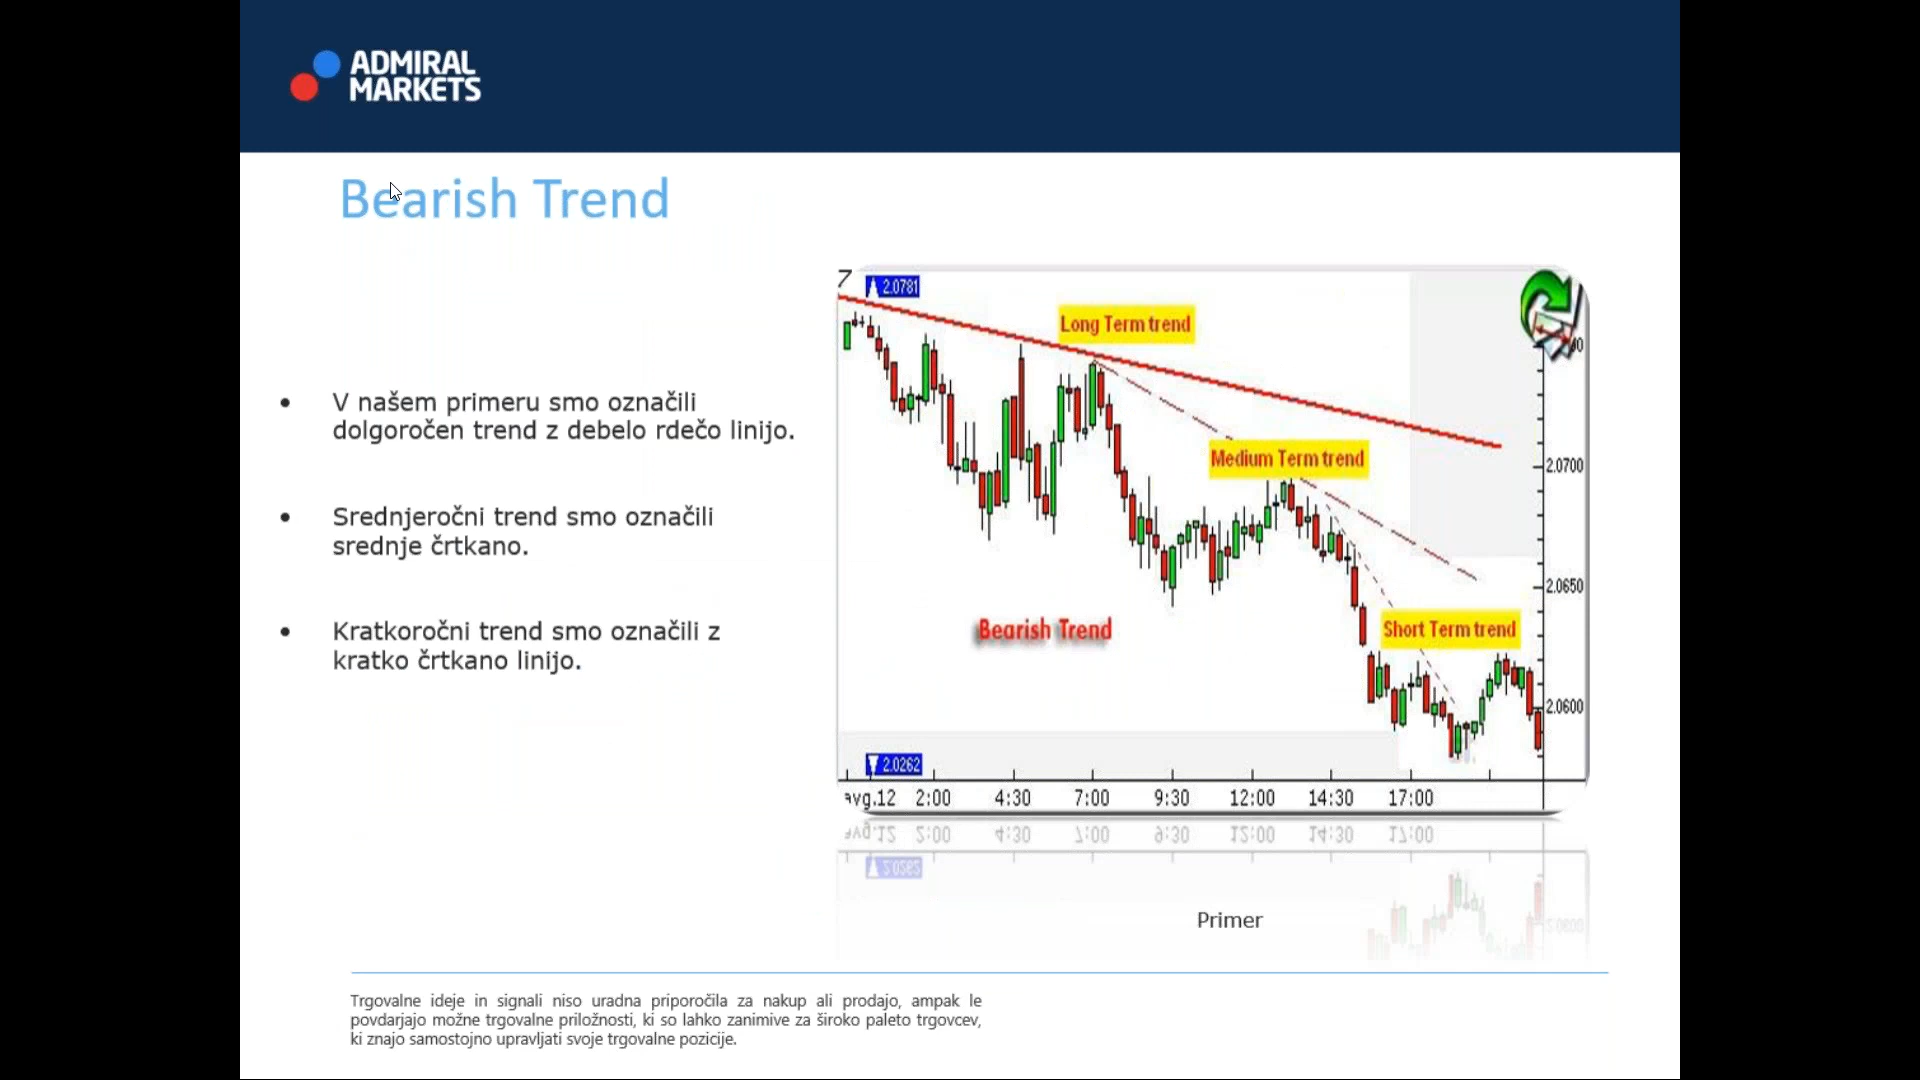 ADMIRAL
MARKETS
Bearish Trend
• V našem primeru smo označili
dolgoročen trend z debelo rdečo linijo.
• Srednjeročni trend smo označili
srednje črtkano.
• Kratkoročni trend smo označili z
kratko črtkano linijo.
2.0781
Long Term trend
2.0700
Medium Term trend
2.0650
Short Term trend
Bearish Trend
2.0600
2.0262
avg.12 2:00 4:30 7:00 9:30 12:00 14:30 17:00
Primer
Trgovalne ideje in signali niso uradna priporočila za nakup ali prodajo, ampak le
povdarjajo možne trgovalne priložnosti, ki so lahko zanimive za široko paleto trgovcev,
ki znajo samostojno upravljati svoje trgovalne pozicije.